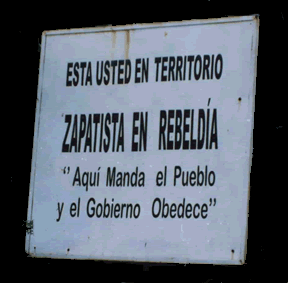 ESTA USTED EN TERRITORIO
ZAPATISTA EN REBELDÍA
"Aquí Manda el Pueblo
y el Gobierno Obedece"